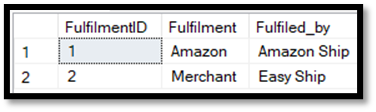 FulfilmentID Fulfilment Fulfiled_by
1 1 Amazon Amazon Ship
2 2 Merchant Easy Ship